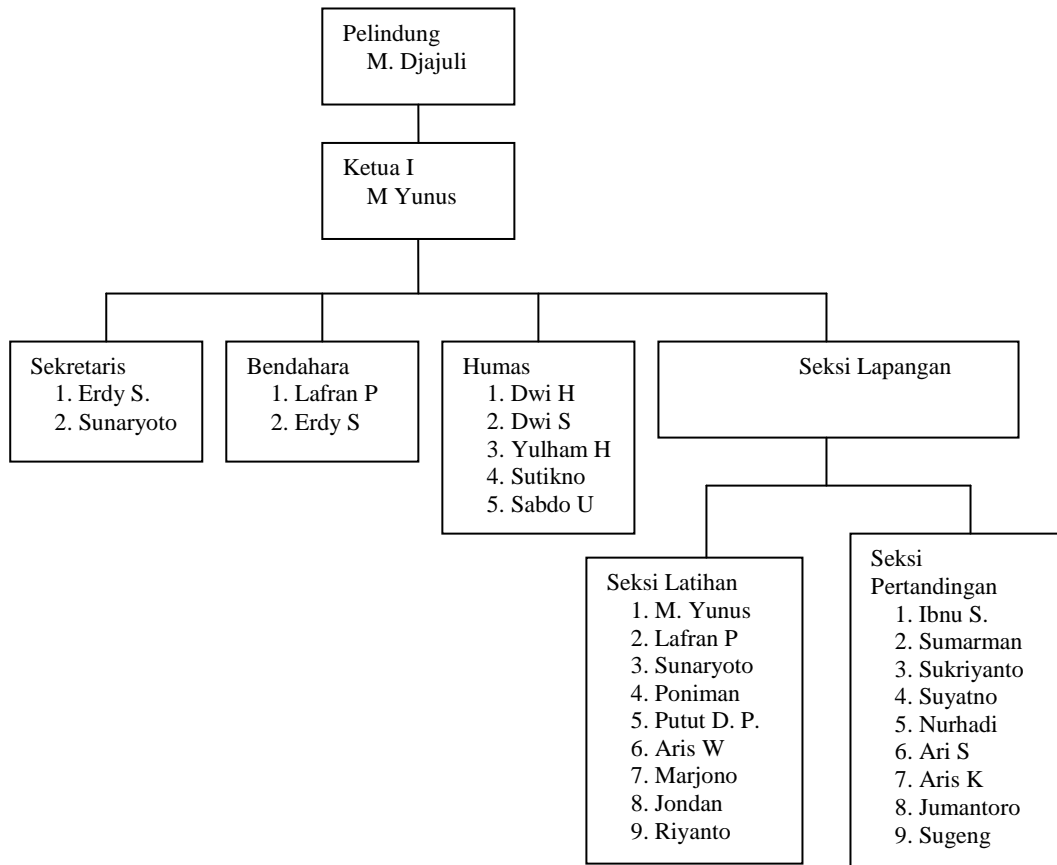 Pelindung
M. Djajuli
Ketua I
M Yunus
Sekretaris
1. Erdy S.
2. Sunaryoto
Bendahara
1. Lafran P
2. Erdy S
Humas
1. Dwi H
2. Dwi S
3. Yulham H
4. Sutikno
5. Sabdo U
Seksi Lapangan
Seksi Latihan
1. M. Yunus
2. Lafran P
3. Sunaryoto
4. Poniman
5. Putut D. P.
6. Aris W
7. Marjono
8. Jondan
9. Riyanto
Seksi
Pertandingan
1. Ibnu S.
2. Sumarman
3. Sukriyanto
4. Suyatno
5. Nurhadi
6. Ari S
7. Aris K
8. Jumantoro
9. Sugeng